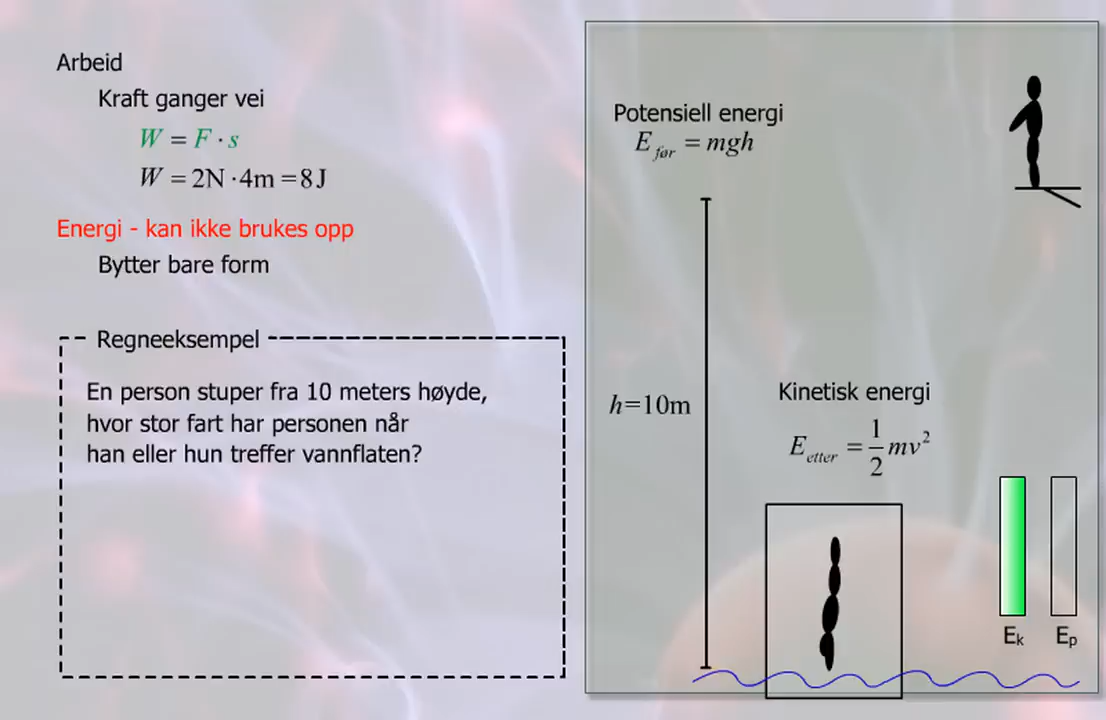 Arbeid
Kraft ganger vei
W = F · s
W = 2N · 4m = 8J
Energi - kan ikke brukes opp
Bytter bare form
Regneeksempel
En person stuper fra 10 meters høyde,
hvor stor fart har personen når
han eller hun treffer vannflaten?
Potensiell energi
E_før = mgh
h=10m
Kinetisk energi
E_etter = 1/2 mv²
Ek Ep